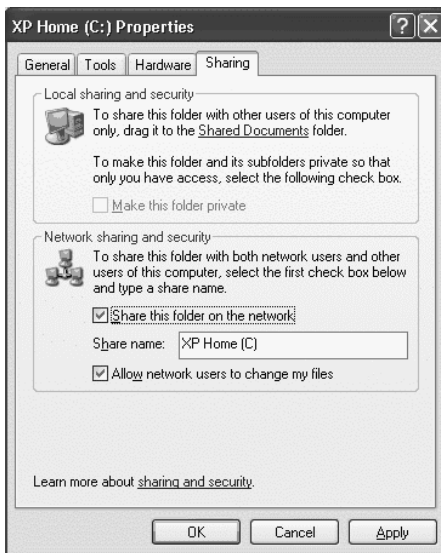 XP Home (C:) Properties
General Tools Hardware Sharing
Local sharing and security
To share this folder with other users of this computer
only, drag it to the Shared Documents folder.
To make this folder and its subfolders private so that
only you have access, select the following check box.
Make this folder private
Network sharing and security
To share this folder with both network users and other
users of this computer, select the first check box below
and type a share name.
Share this folder on the network
Share name: XP Home (C)
Allow network users to change my files
Learn more about sharing and security.
OK Cancel Apply